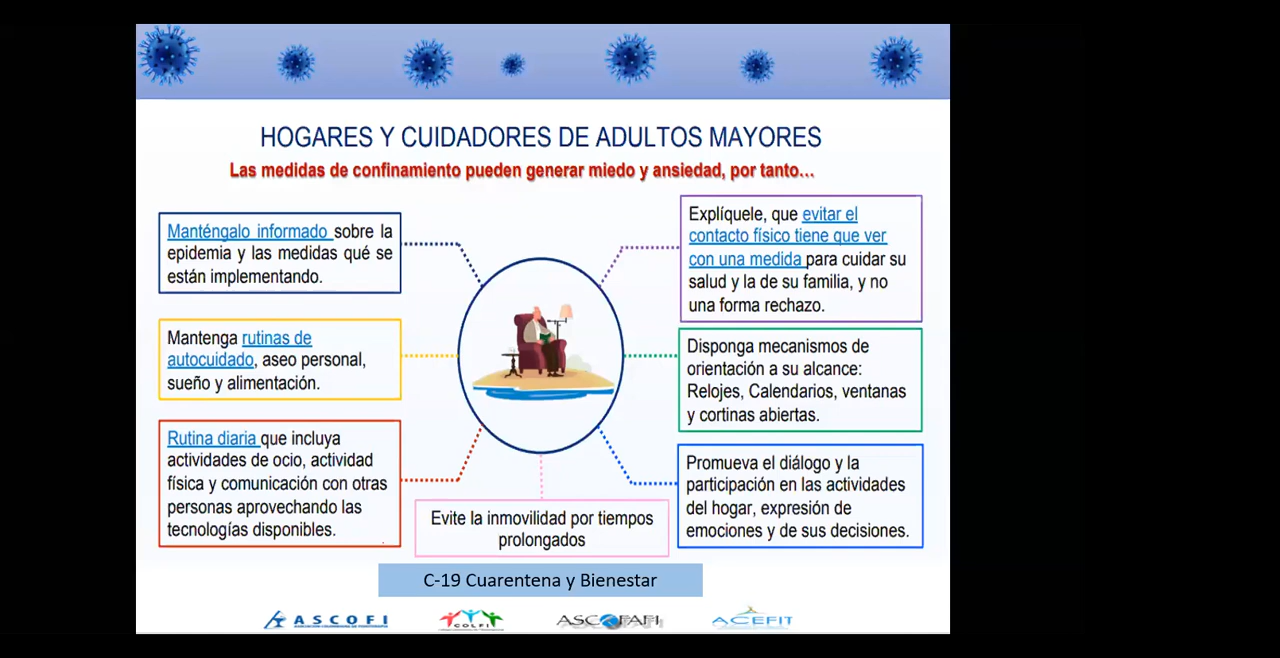 HOGARES Y CUIDADORES DE ADULTOS MAYORES
Las medidas de confinamiento pueden generar miedo y ansiedad, por tanto...
Manténgalo informado sobre la
epidemia y las medidas qué se
están implementando.
Mantenga rutinas de
autocuidado, aseo personal,
sueño y alimentación.
Rutina diaria que incluya
actividades de ocio, actividad
física y comunicación con otras
personas aprovechando las
tecnologías disponibles.
Evite la inmovilidad por tiempos
prolongados
Explíquele, que evitar el
contacto físico tiene que ver
con una medida para cuidar su
salud y la de su familia, y no
una forma rechazo.
Disponga mecanismos de
orientación a su alcance:
Relojes, Calendarios, ventanas
y cortinas abiertas.
Promueva el diálogo y la
participación en las actividades
del hogar, expresión de
emociones y de sus decisiones.
C-19 Cuarentena y Bienestar
ASCOFI
COLFI
ASCOFAFI
ACEFIT